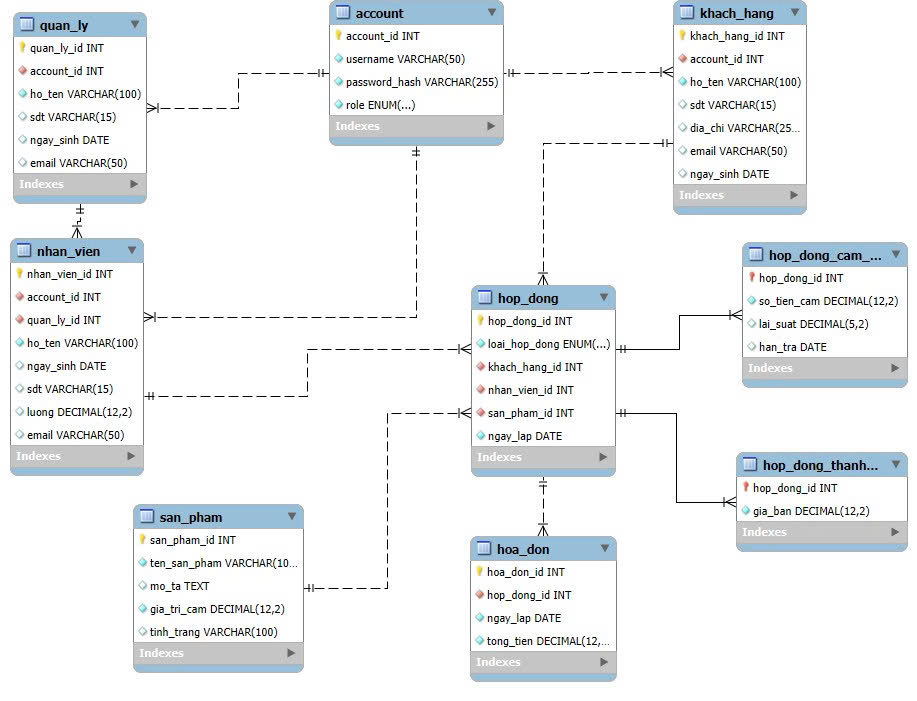 quan_ly
quan_ly_id INT
account_id INT
ho_ten VARCHAR(100)
sdt VARCHAR(15)
ngay_sinh DATE
email VARCHAR(50)
Indexes
account
account_id INT
username VARCHAR(50)
password_hash VARCHAR(255)
role ENUM(...)
Indexes
khach_hang
khach_hang_id INT
account_id INT
ho_ten VARCHAR(100)
sdt VARCHAR(15)
dia_chi VARCHAR(25...
email VARCHAR(50)
ngay_sinh DATE
Indexes
nhan_vien
nhan_vien_id INT
account_id INT
quan_ly_id INT
ho_ten VARCHAR(100)
ngay_sinh DATE
sdt VARCHAR(15)
luong DECIMAL(12,2)
email VARCHAR(50)
Indexes
hop_dong
hop_dong_id INT
loai_hop_dong ENUM(...)
khach_hang_id INT
nhan_vien_id INT
san_pham_id INT
ngay_lap DATE
Indexes
hop_dong_cam_...
hop_dong_id INT
so_tien_cam DECIMAL(12,2)
lai_suat DECIMAL(5,2)
han_tra DATE
Indexes
hop_dong_thanh...
hop_dong_id INT
gia_ban DECIMAL(12,2)
Indexes
san_pham
san_pham_id INT
ten_san_pham VARCHAR(10...
mo_ta TEXT
gia_tri_cam DECIMAL(12,2)
tinh_trang VARCHAR(100)
Indexes
hoa_don
hoa_don_id INT
hop_dong_id INT
ngay_lap DATE
tong_tien DECIMAL(12,...
Indexes